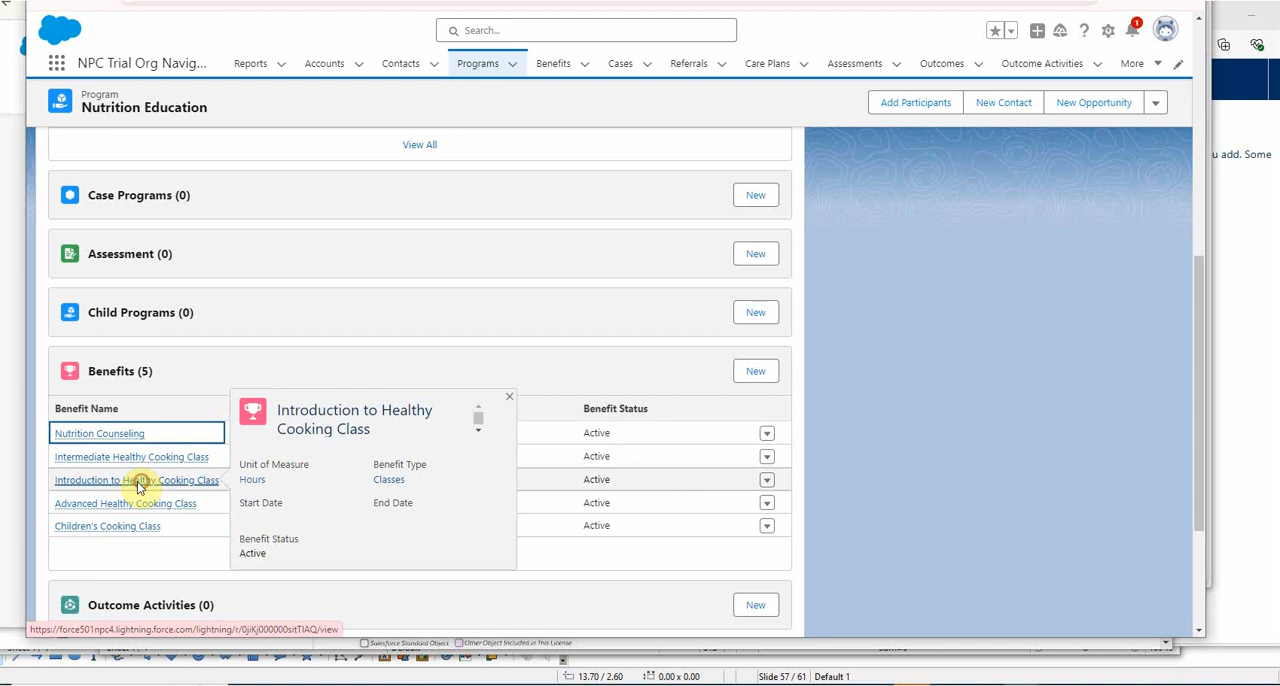 Search...
1
NPC Trial Org Navig...
Reports
Accounts
Contacts
Programs
Benefits
Cases
Referrals
Care Plans
Assessments
Outcomes
Outcome Activities
More
Program
Nutrition Education
Add Participants
New Contact
New Opportunity
u add. Some
View All
Case Programs (0)
New
Assessment (0)
New
Child Programs (0)
New
Benefits (5)
New
Benefit Name
Benefit Status
Nutrition Counseling
Active
Intermediate Healthy Cooking Class
Active
Introduction to Healthy Cooking Class
Active
Advanced Healthy Cooking Class
Active
Children's Cooking Class
Active
Introduction to Healthy
Cooking Class
Unit of Measure
Benefit Type
Hours
Classes
Start Date
End Date
Benefit Status
Active
Outcome Activities (0)
New
https://force501npc4.lightning.force.com/lightning/r/0jiKj000000sitTIAQ/view
Salesforce Standard Object
Other Object Included in This License
13.70 / 2.60
0.00 x 0.00
Slide 57 / 61
Default 1